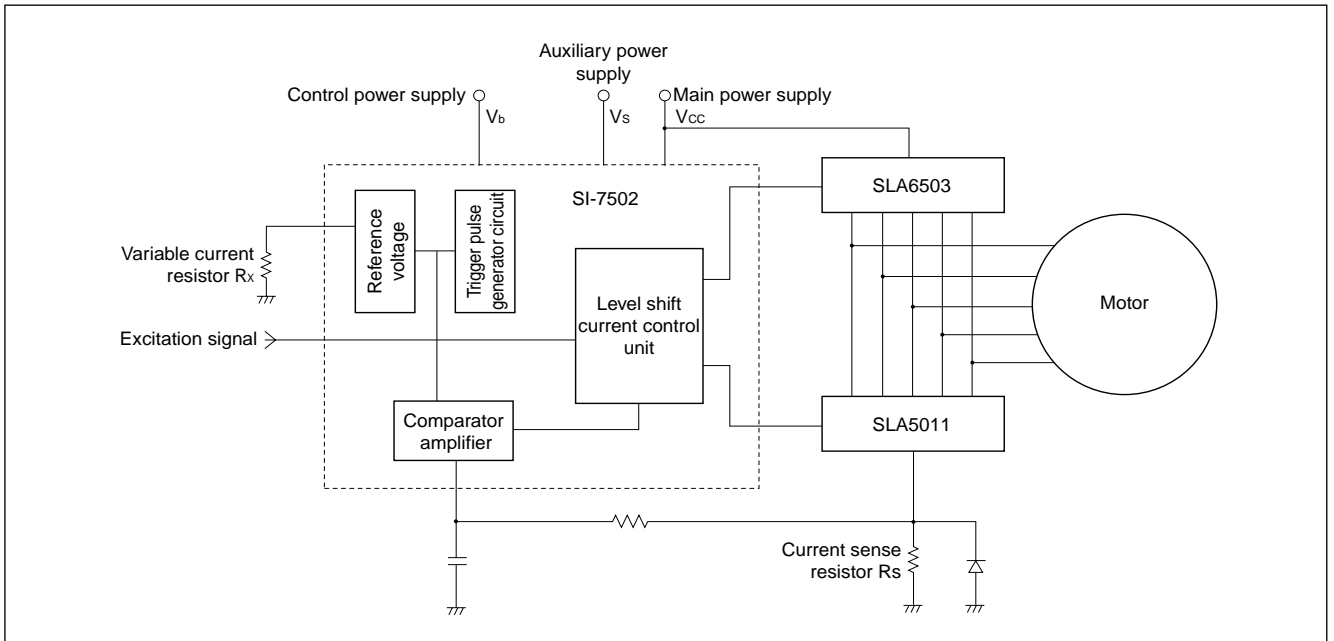 Auxiliary power
supply
Control power supply
Main power supply
Vb
VS
VCC
SI-7502
SLA6503
Reference
voltage
Trigger pulse
generator circuit
Variable current
resistor RX
Level shift
current control
unit
Motor
Excitation signal
Comparator
amplifier
SLA5011
Current sense
resistor Rs